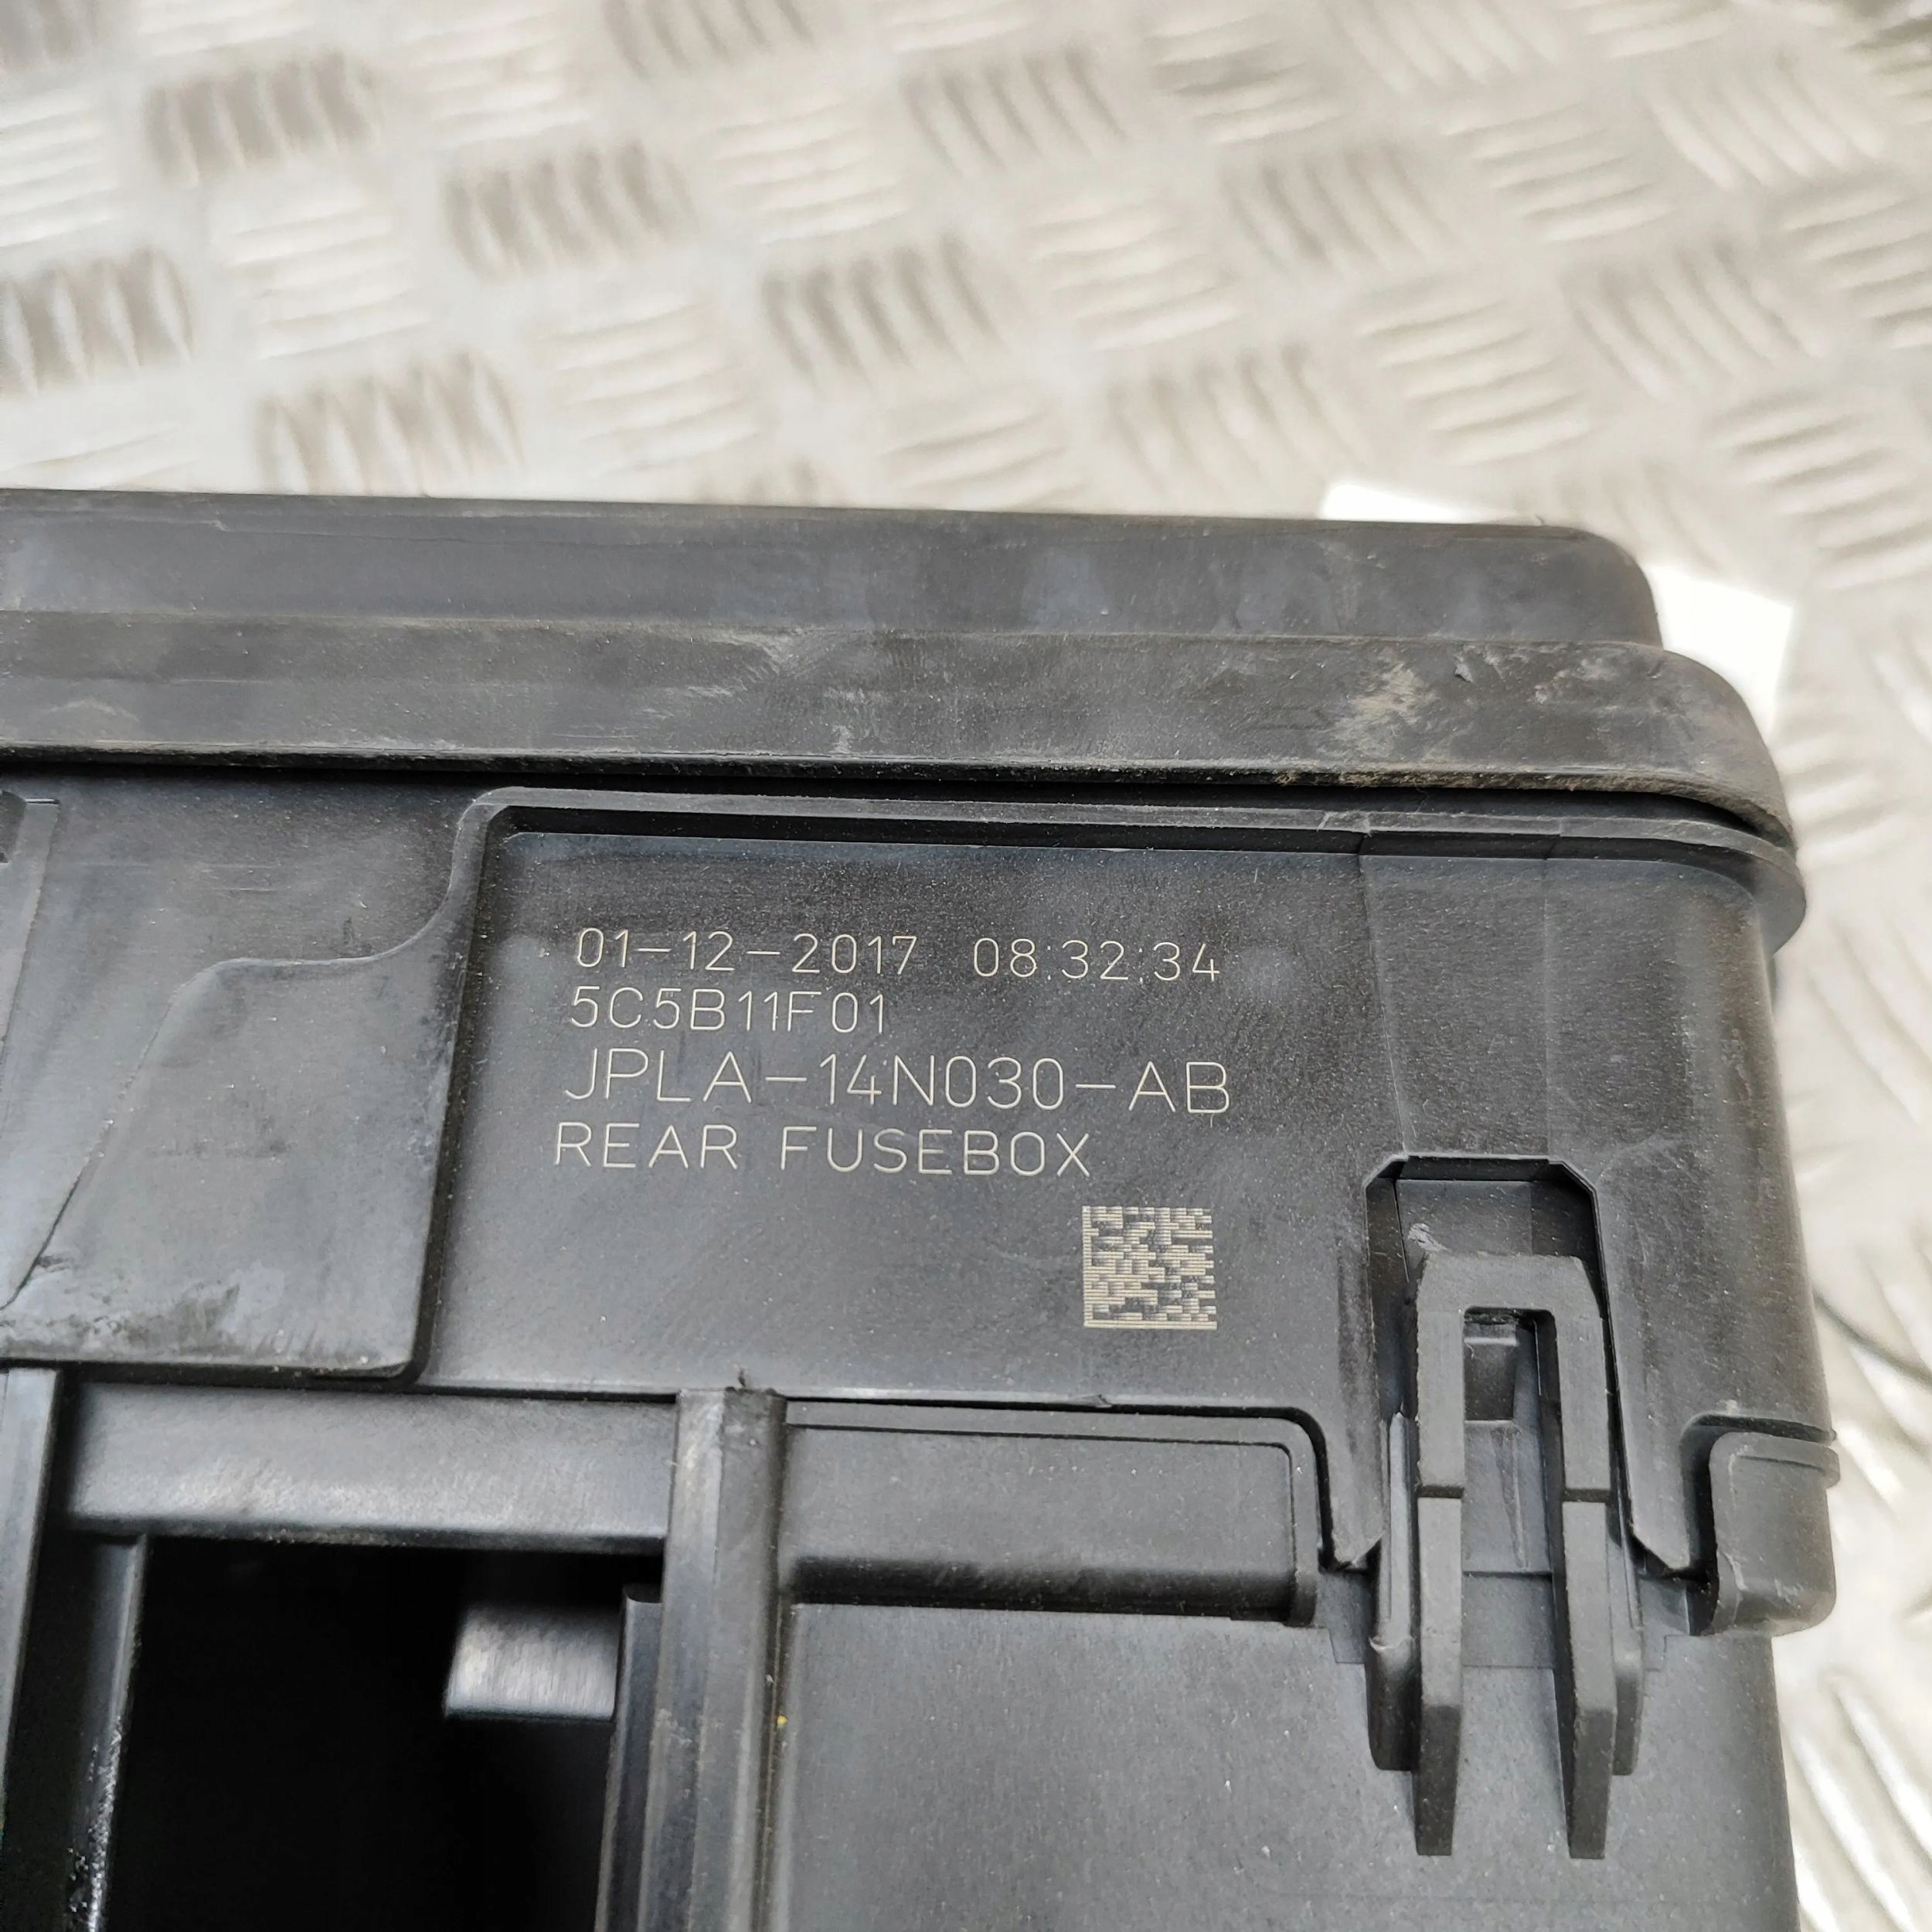 01-12-2017 08:32:34
5C5B11F01
JPLA-14N030-AB
REAR FUSEBOX